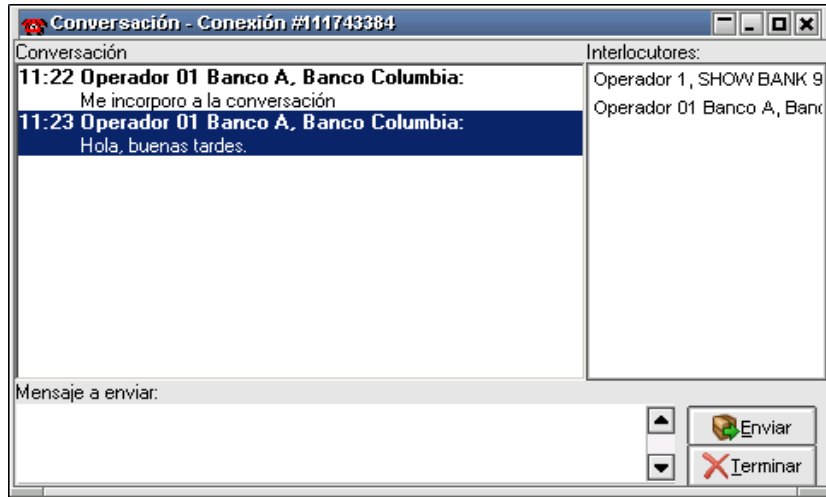 Conversación - Conexión #111743384
Conversación
Interlocutores:
11:22 Operador 01 Banco A, Banco Columbia:
Me incorporo a la conversación
11:23 Operador 01 Banco A, Banco Columbia:
Hola, buenas tardes.
Operador 1, SHOW BANK 9
Operador 01 Banco A, Banc
Mensaje a enviar:
Enviar
Terminar